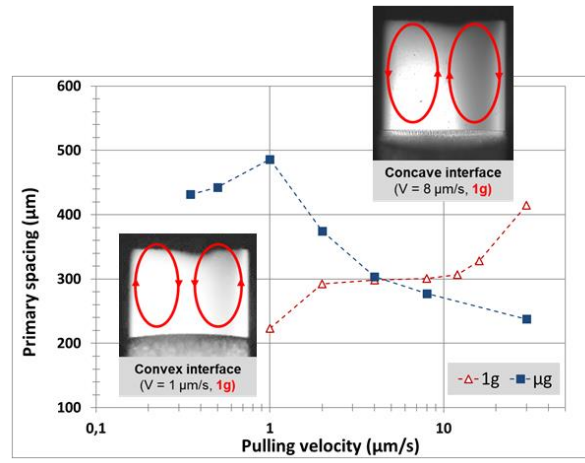 600
500
400
300
200
100
0,1
1
10
Primary spacing (µm)
Pulling velocity (µm/s)
Concave interface
(V = 8 µm/s, 1g)
Convex interface
(V = 1 µm/s, 1g)
1g
µg